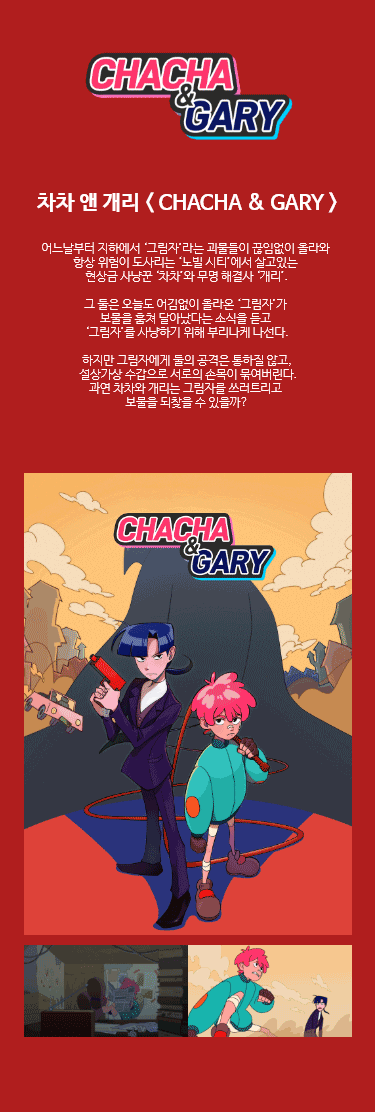 CHACHA
&
GARY
차차 앤 개리 < CHACHA & GARY >
어느날부터 지하에서 '그림자'라는 괴물들이 끊임없이 올라와
항상 위험이 도사리는 '노빌 시티'에서 살고있는
현상금 사냥꾼 '차차'와 무명 해결사 '개리'.
그 둘은 오늘도 어김없이 올라온 '그림자'가
보물을 훔쳐 달아났다는 소식을 듣고
'그림자'를 사냥하기 위해 부리나케 나선다.
하지만 그림자에게 둘의 공격은 통하질 않고,
설상가상 수갑으로 서로의 손목이 묶여버린다.
과연 차차와 개리는 그림자를 쓰러트리고
보물을 되찾을 수 있을까?
CHACHA
&
GARY